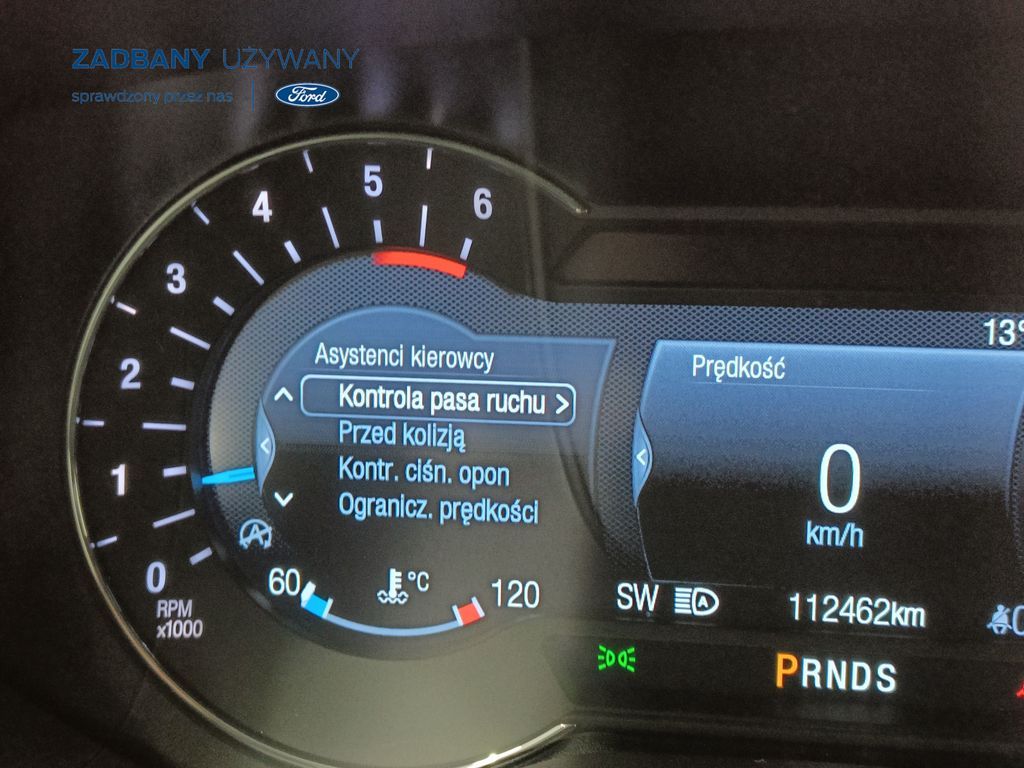 ZADBANY UŻYWANY
sprawdzony przez nas
Ford
6
5
4
3
2
1
0
RPM
x1000
13°
Asystenci kierowcy
Kontrola pasa ruchu >
Przed kolizją
Kontr. ciśn. opon
Ogranicz. prędkości
Prędkość
0
km/h
60
°C
120
SW
A
112462km
PRNDS